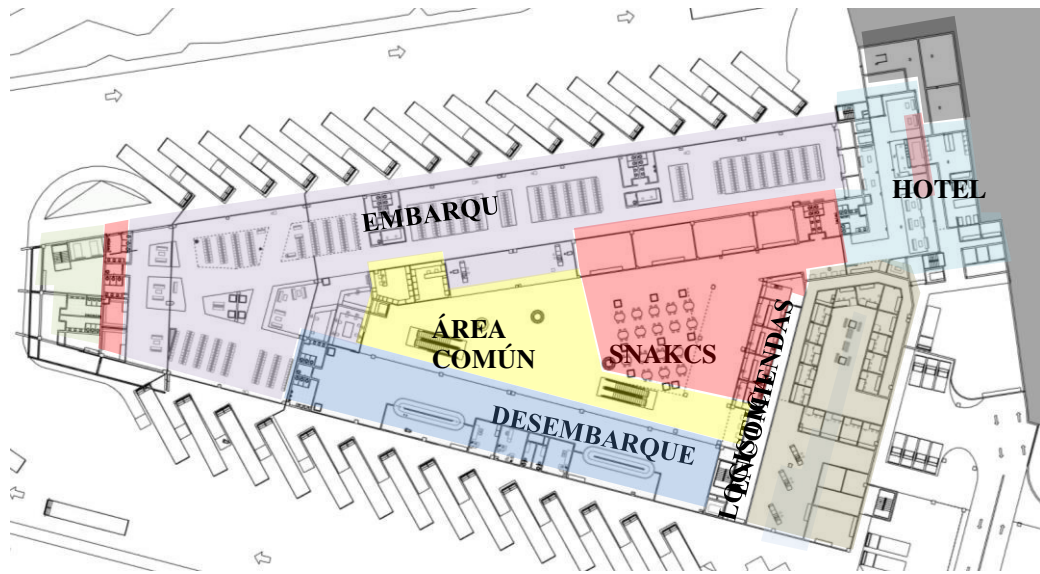 EMBARQU
HOTEL
ÁREA
COMÚN
SNAKCS
DESEMBARQUE